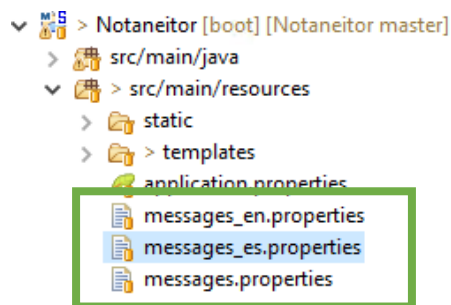 > Notaneitor [boot] [Notaneitor master]
> src/main/java
> src/main/resources
> static
> > templates
application.properties
messages_en.properties
messages_es.properties
messages.properties